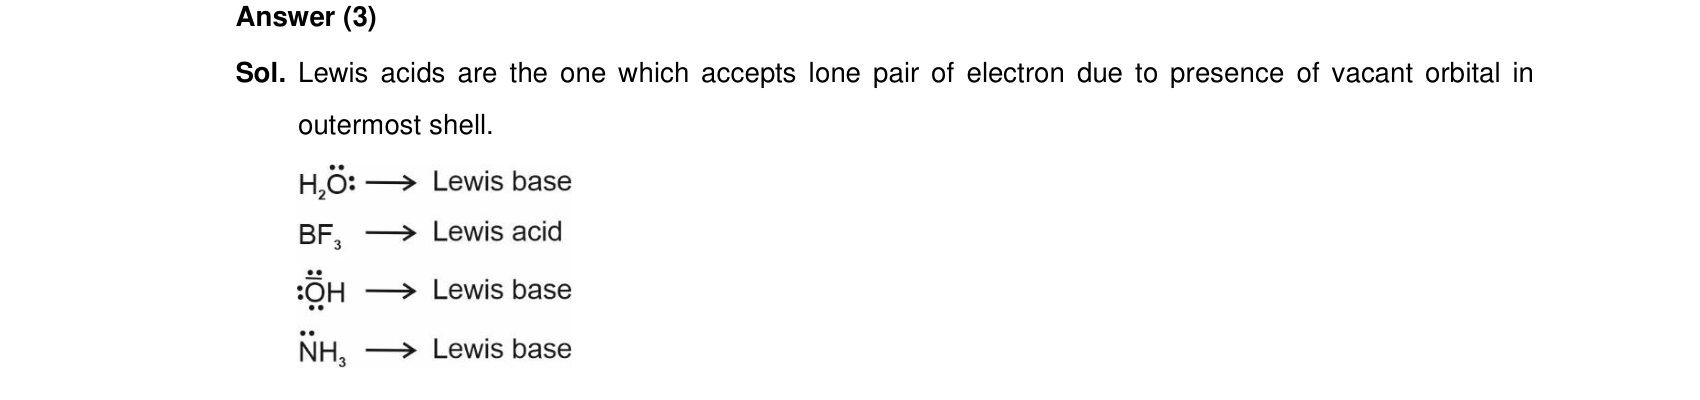 Answer (3)
Sol. Lewis acids are the one which accepts lone pair of electron due to presence of vacant orbital in
outermost shell.
H₂Ö: ⟶ Lewis base
BF₃ ⟶ Lewis acid
:ÖH ⟶ Lewis base
N̈H₃ ⟶ Lewis base